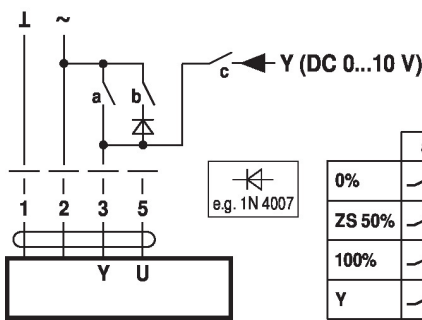 ⊥ ~
a b c Y (DC 0...10 V)
1 2 3 5
e.g. 1N 4007
Y U
0%
ZS 50%
100%
Y